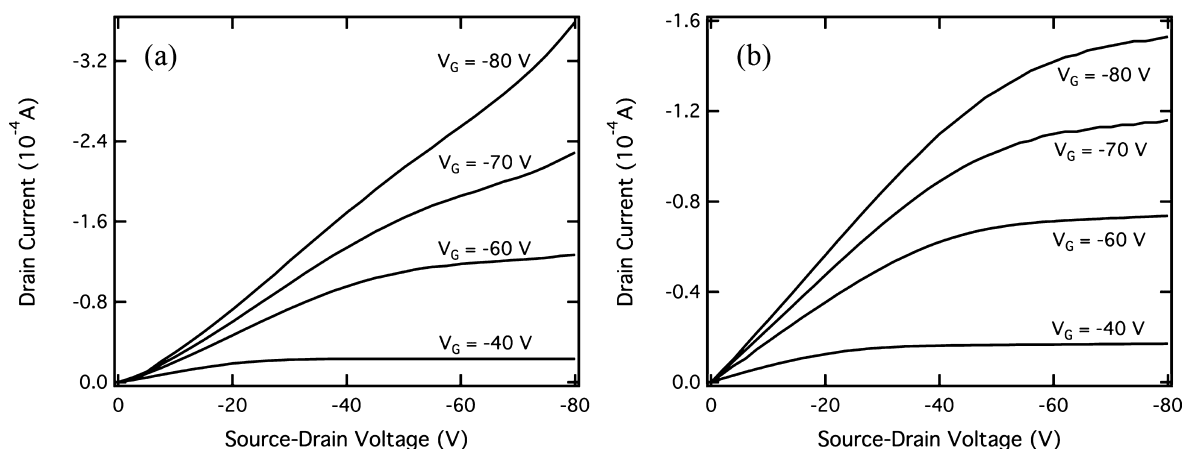 (a)
Drain Current (10⁻⁴A)
-3.2
-2.4
-1.6
-0.8
0.0
V_G = -80 V
V_G = -70 V
V_G = -60 V
V_G = -40 V
0 -20 -40 -60 -80
Source-Drain Voltage (V)
(b)
Drain Current (10⁻⁴A)
-1.6
-1.2
-0.8
-0.4
0.0
V_G = -80 V
V_G = -70 V
V_G = -60 V
V_G = -40 V
0 -20 -40 -60 -80
Source-Drain Voltage (V)